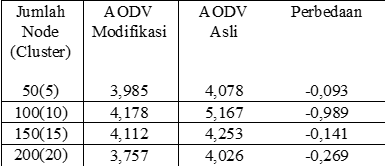 Jumlah Node (Cluster) AODV Modifikasi AODV Asli Perbedaan
50(5) 3,985 4,078 -0,093
100(10) 4,178 5,167 -0,989
150(15) 4,112 4,253 -0,141
200(20) 3,757 4,026 -0,269